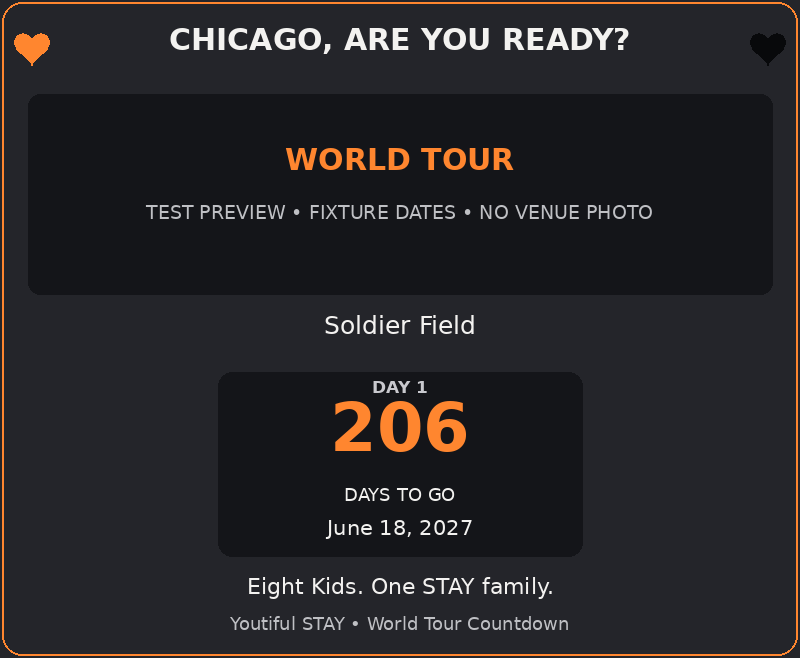 CHICAGO, ARE YOU READY?
WORLD TOUR
TEST PREVIEW • FIXTURE DATES • NO VENUE PHOTO
Soldier Field
DAY 1
206
DAYS TO GO
June 18, 2027
Eight Kids. One STAY family.
Youtiful STAY • World Tour Countdown